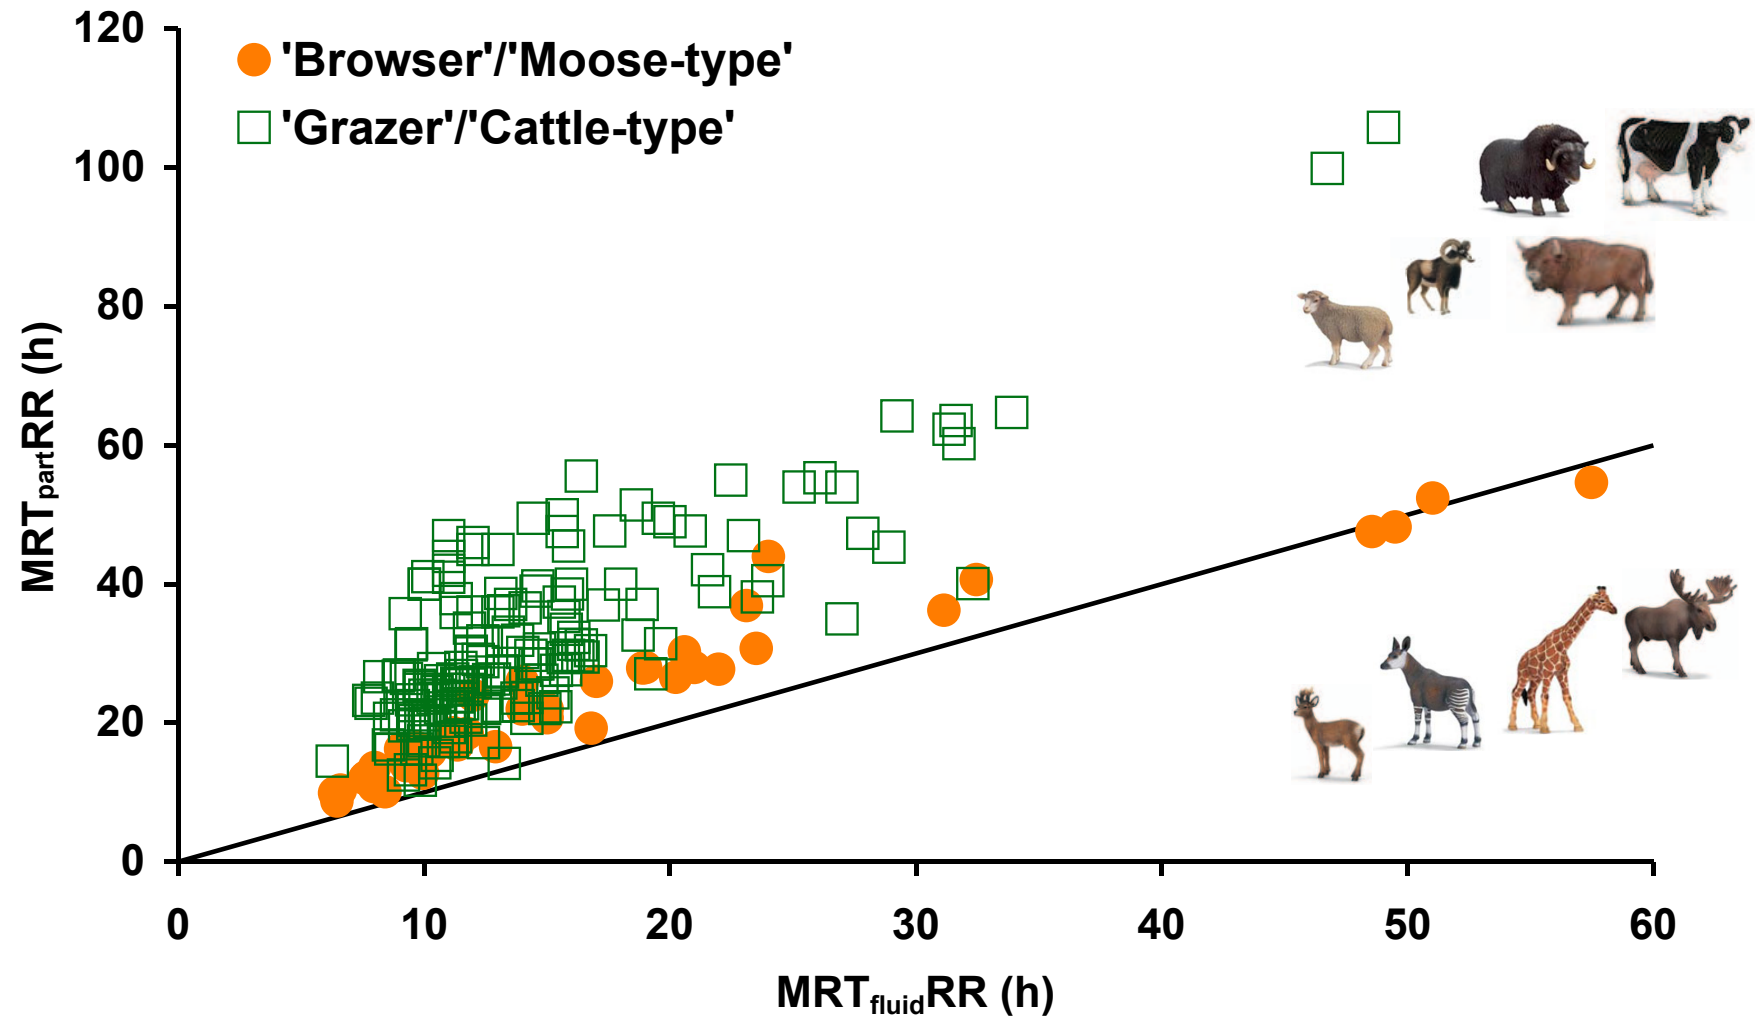 120
'Browser'/'Moose-type'
'Grazer'/'Cattle-type'
100
80
60
40
20
0
MRTpartRR (h)
0 10 20 30 40 50 60
MRTfluidRR (h)